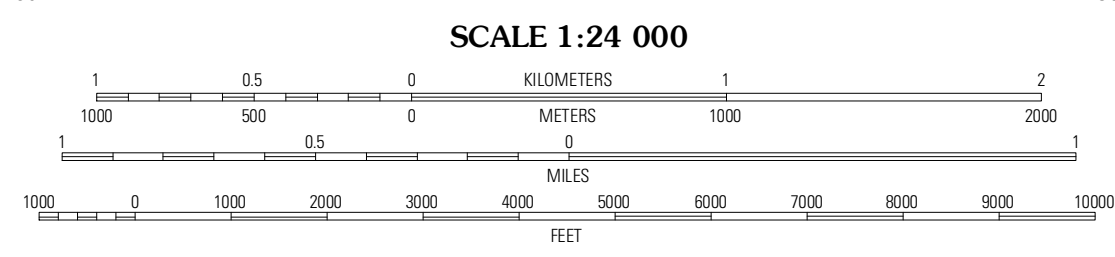 SCALE 1:24 000
1 0.5 0 KILOMETERS 1 2
1000 500 0 METERS 1000 2000
1 0.5 0 1
MILES
1000 0 1000 2000 3000 4000 5000 6000 7000 8000 9000 10000
FEET